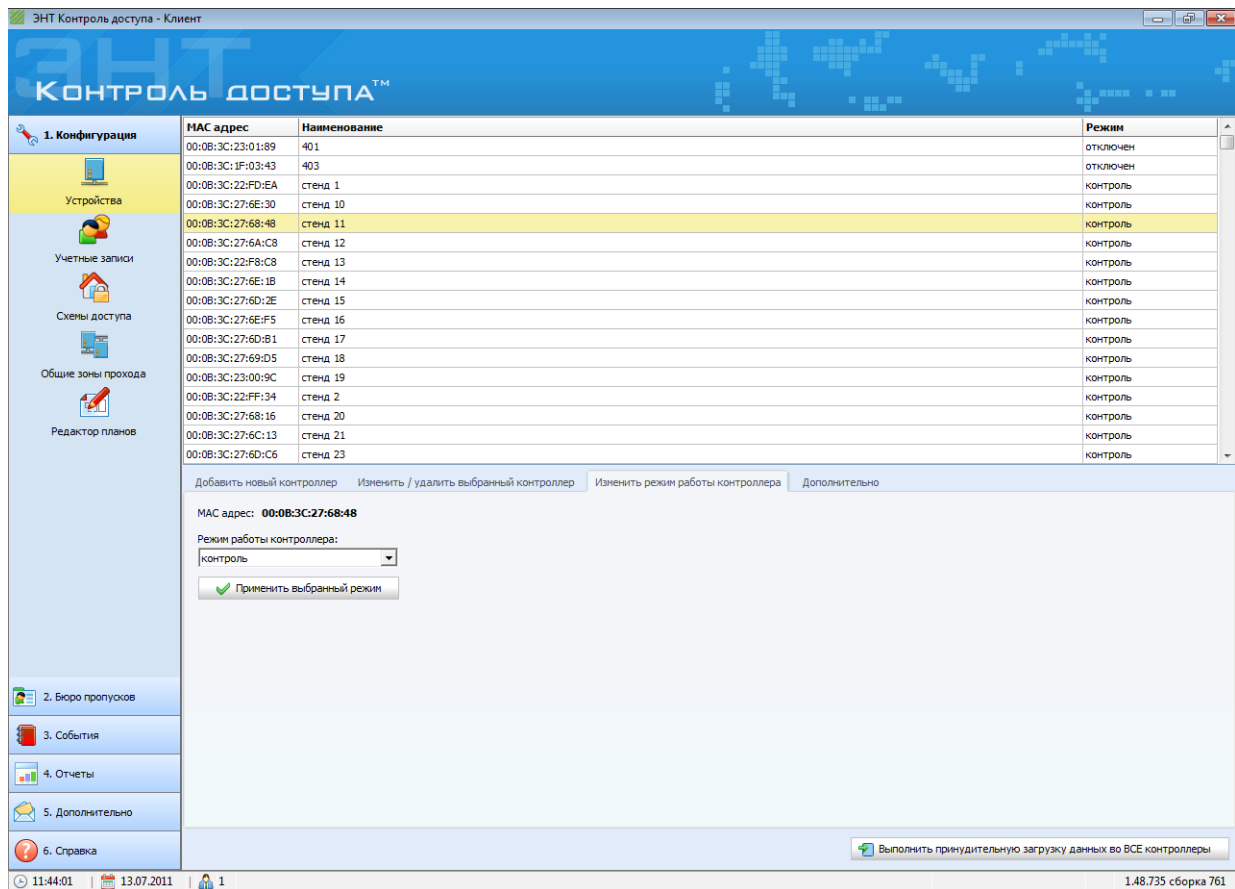 ЭНТ Контроль доступа - Клиент
ЭНТ
КОНТРОЛЬ ДОСТУПА™
1. Конфигурация
Устройства
Учетные записи
Схемы доступа
Общие зоны прохода
Редактор планов
2. Бюро пропусков
3. События
4. Отчеты
5. Дополнительно
6. Справка
MAC адрес Наименование Режим
00:0B:3C:23:01:89 401 отключен
00:0B:3C:1F:03:43 403 отключен
00:0B:3C:22:FD:EA стенд 1 контроль
00:0B:3C:27:6E:30 стенд 10 контроль
00:0B:3C:27:68:48 стенд 11 контроль
00:0B:3C:27:6A:C8 стенд 12 контроль
00:0B:3C:22:F8:C8 стенд 13 контроль
00:0B:3C:27:6E:1B стенд 14 контроль
00:0B:3C:27:6D:2E стенд 15 контроль
00:0B:3C:27:6E:F5 стенд 16 контроль
00:0B:3C:27:6D:B1 стенд 17 контроль
00:0B:3C:27:69:D5 стенд 18 контроль
00:0B:3C:23:00:9C стенд 19 контроль
00:0B:3C:22:FF:34 стенд 2 контроль
00:0B:3C:27:68:16 стенд 20 контроль
00:0B:3C:27:6C:13 стенд 21 контроль
00:0B:3C:27:6D:C6 стенд 23 контроль
Добавить новый контроллер Изменить / удалить выбранный контроллер Изменить режим работы контроллера Дополнительно
MAC адрес: 00:0B:3C:27:68:48
Режим работы контроллера:
контроль
Применить выбранный режим
Выполнить принудительную загрузку данных во ВСЕ контроллеры
11:44:01 13.07.2011 1 1.48.735 сборка 761